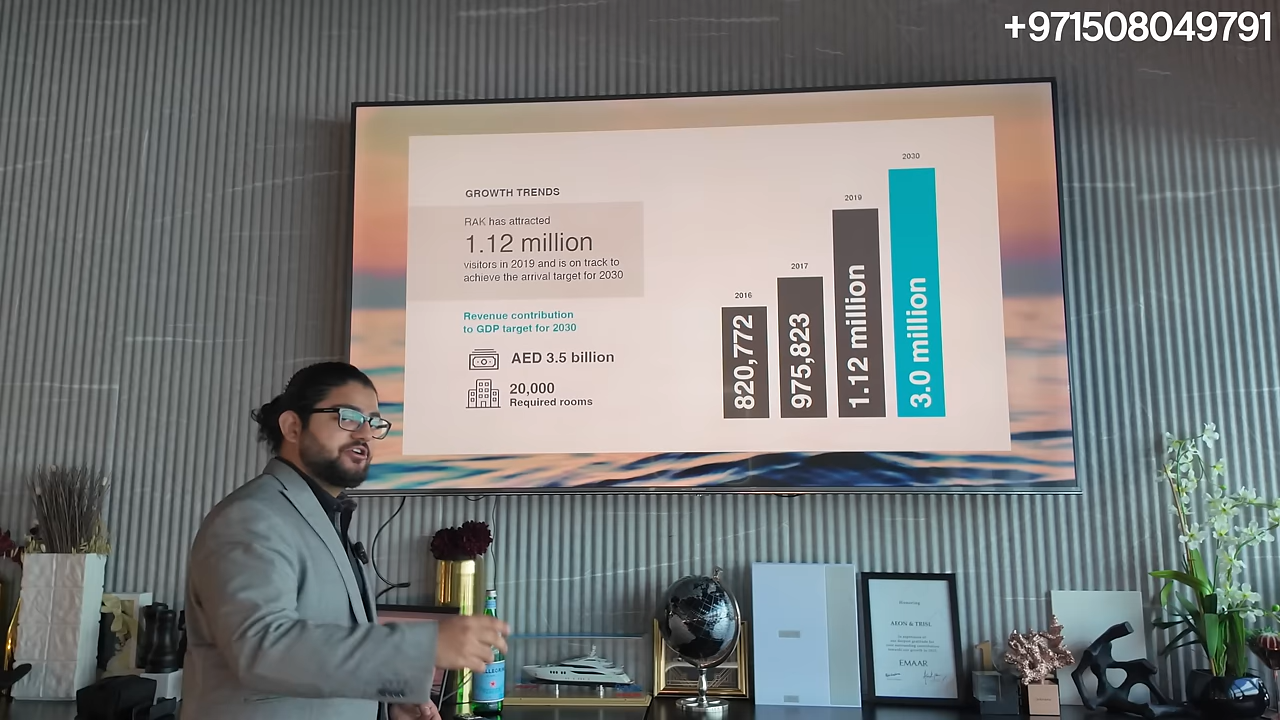 +971508049791
GROWTH TRENDS
RAK has attracted
1.12 million
visitors in 2019 and is on track to
achieve the arrival target for 2030
Revenue contribution
to GDP target for 2030
AED 3.5 billion
20,000
Required rooms
2016
820,772
2017
975,823
2019
1.12 million
2030
3.0 million
AEON & TRISL
EMAAR